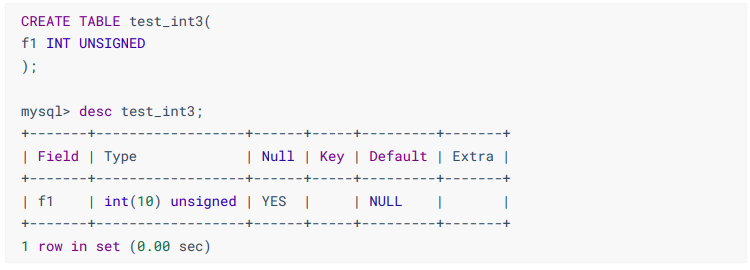 CREATE TABLE test_int3(
f1 INT UNSIGNED
);

mysql> desc test_int3;
+-------+------------------+------+-----+---------+-------+
| Field | Type             | Null | Key | Default | Extra |
+-------+------------------+------+-----+---------+-------+
| f1    | int(10) unsigned | YES  |     | NULL    |       |
+-------+------------------+------+-----+---------+-------+
1 row in set (0.00 sec)